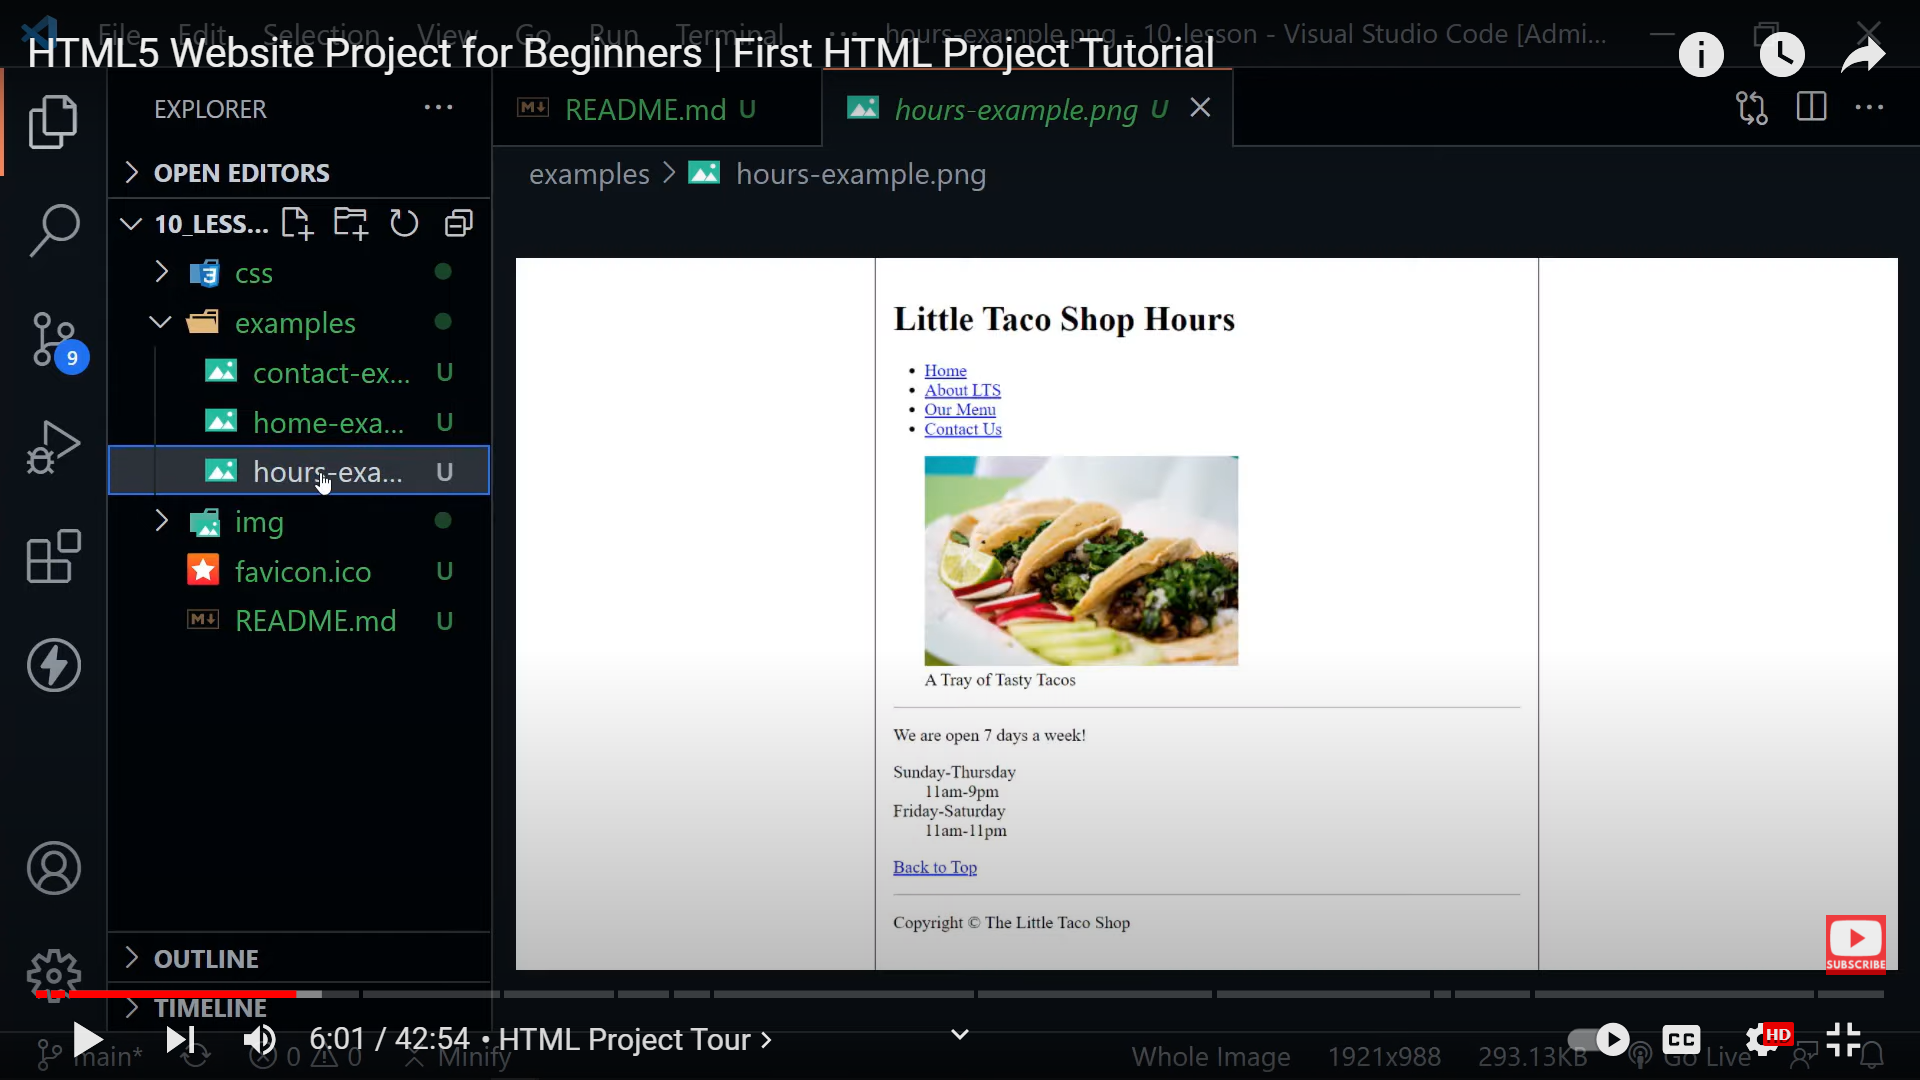 File Edit Selection View Go Run Terminal ... hours-example.png - 10_lesson - Visual Studio Code [Admi...
HTML5 Website Project for Beginners | First HTML Project Tutorial
EXPLORER
README.md U
hours-example.png U
OPEN EDITORS
examples > hours-example.png
10_LESS...
css
examples
contact-ex... U
home-exa... U
hours-exa... U
img
favicon.ico U
README.md U
9
Little Taco Shop Hours
Home
About LTS
Our Menu
Contact Us
A Tray of Tasty Tacos
We are open 7 days a week!
Sunday-Thursday
11am-9pm
Friday-Saturday
11am-11pm
Back to Top
Copyright © The Little Taco Shop
SUBSCRIBE
OUTLINE
TIMELINE
6:01 / 42:54 • HTML Project Tour >
CC
HD
main* 0 0 Minify
Whole Image 1921x988 293.13KB Go Live